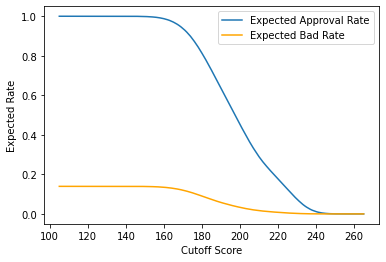 Expected Approval Rate
Expected Bad Rate
1.0
0.8
0.6
0.4
0.2
0.0
Expected Rate
100 120 140 160 180 200 220 240 260
Cutoff Score